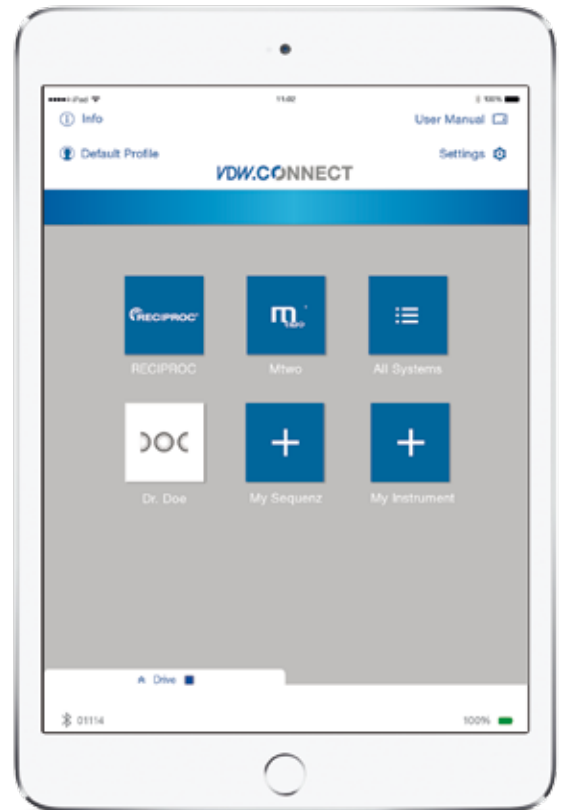 iPad 11:02 100%
Info User Manual
Default Profile Settings
VDW.CONNECT
RECIPROC
RECIPROC Mtwo All Systems
DOC
Dr. Doe My Sequenz My Instrument
Drive
01114 100%